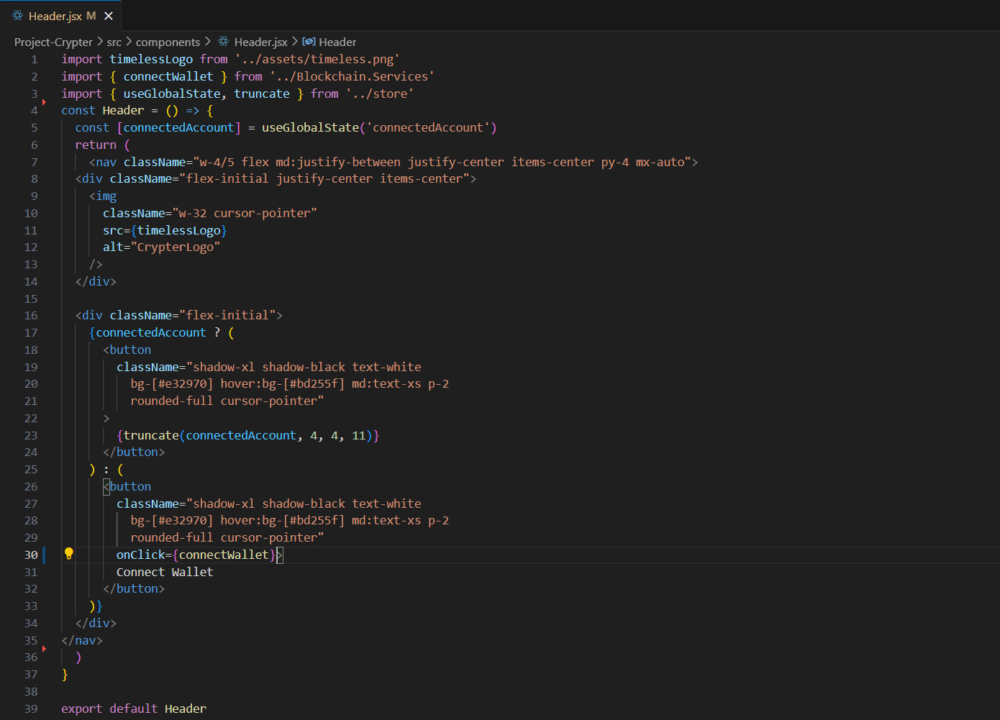 Header.jsx M
Project-Crypter > src > components > Header.jsx > Header
1 import timelessLogo from '../assets/timeless.png'
2 import { connectWallet } from '../Blockchain.Services'
3 import { useGlobalState, truncate } from '../store'
4 const Header = () => {
5   const [connectedAccount] = useGlobalState('connectedAccount')
6   return (
7     <nav className="w-4/5 flex md:justify-between justify-center items-center py-4 mx-auto">
8   <div className="flex-initial justify-center items-center">
9     <img
10       className="w-32 cursor-pointer"
11       src={timelessLogo}
12       alt="CrypterLogo"
13     />
14   </div>
15
16   <div className="flex-initial">
17     {connectedAccount ? (
18       <button
19         className="shadow-xl shadow-black text-white
20           bg-[#e32970] hover:bg-[#bd255f] md:text-xs p-2
21           rounded-full cursor-pointer"
22       >
23         {truncate(connectedAccount, 4, 4, 11)}
24       </button>
25     ) : (
26       <button
27         className="shadow-xl shadow-black text-white
28           bg-[#e32970] hover:bg-[#bd255f] md:text-xs p-2
29           rounded-full cursor-pointer"
30         onClick={connectWallet}>
31         Connect Wallet
32       </button>
33     )}
34   </div>
35 </nav>
36   )
37 }
38
39 export default Header